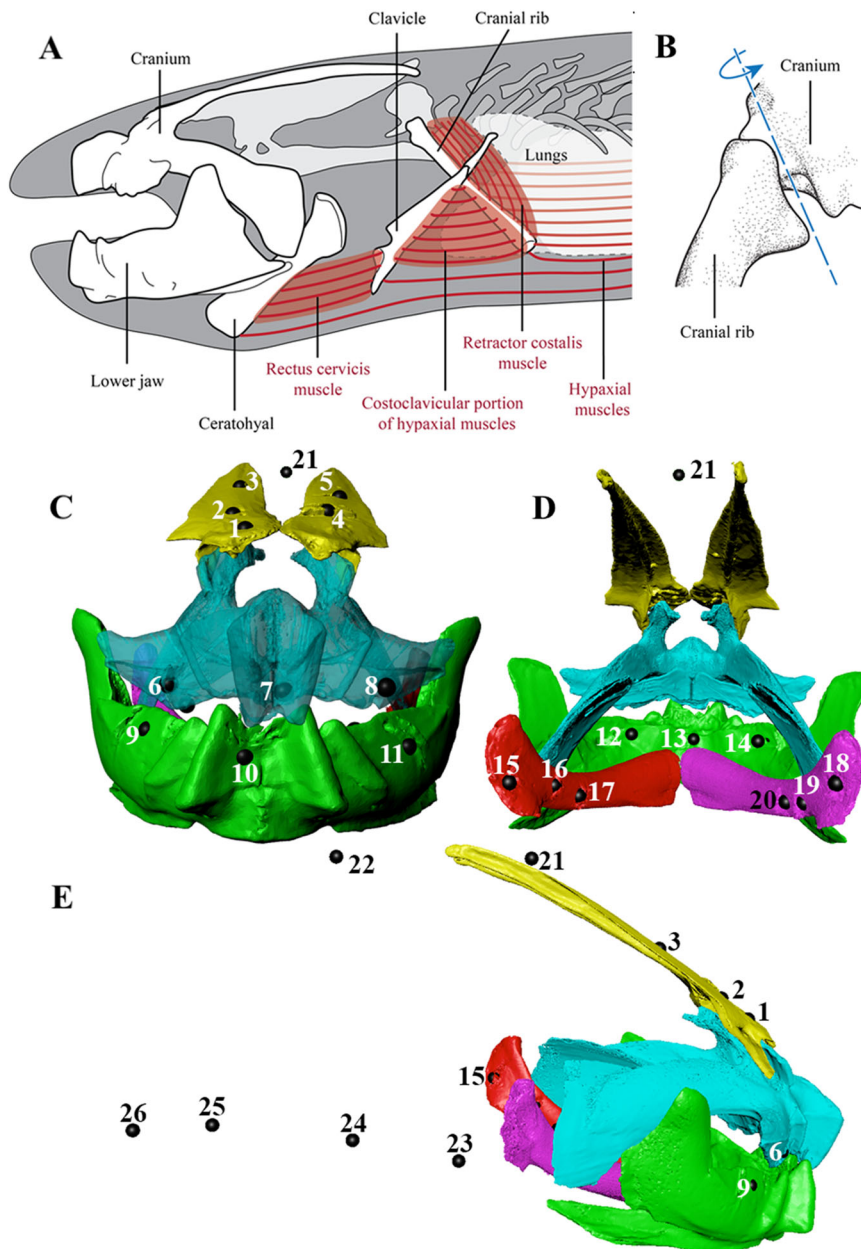 A
Cranium
Clavicle
Cranial rib
Lungs
Lower jaw
Ceratohyal
Rectus cervicis
muscle
Costoclavicular portion
of hypaxial muscles
Retractor costalis
muscle
Hypaxial
muscles
B
Cranium
Cranial rib
C
21
3
5
2
1
4
6
7
8
9
10
11
22
D
21
12
13
14
15
16
17
18
19
20
E
21
3
2
1
15
26
25
24
23
6
9